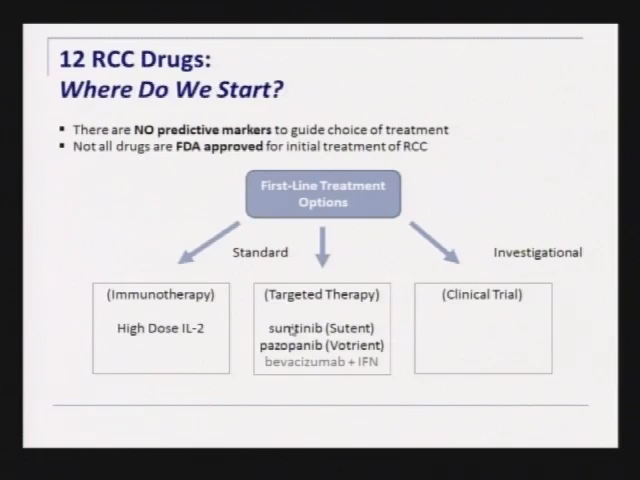 12 RCC Drugs:
Where Do We Start?
▪ There are NO predictive markers to guide choice of treatment
▪ Not all drugs are FDA approved for initial treatment of RCC
First-Line Treatment
Options
Standard
Investigational
(Immunotherapy)
High Dose IL-2
(Targeted Therapy)
sunitinib (Sutent)
pazopanib (Votrient)
bevacizumab + IFN
(Clinical Trial)